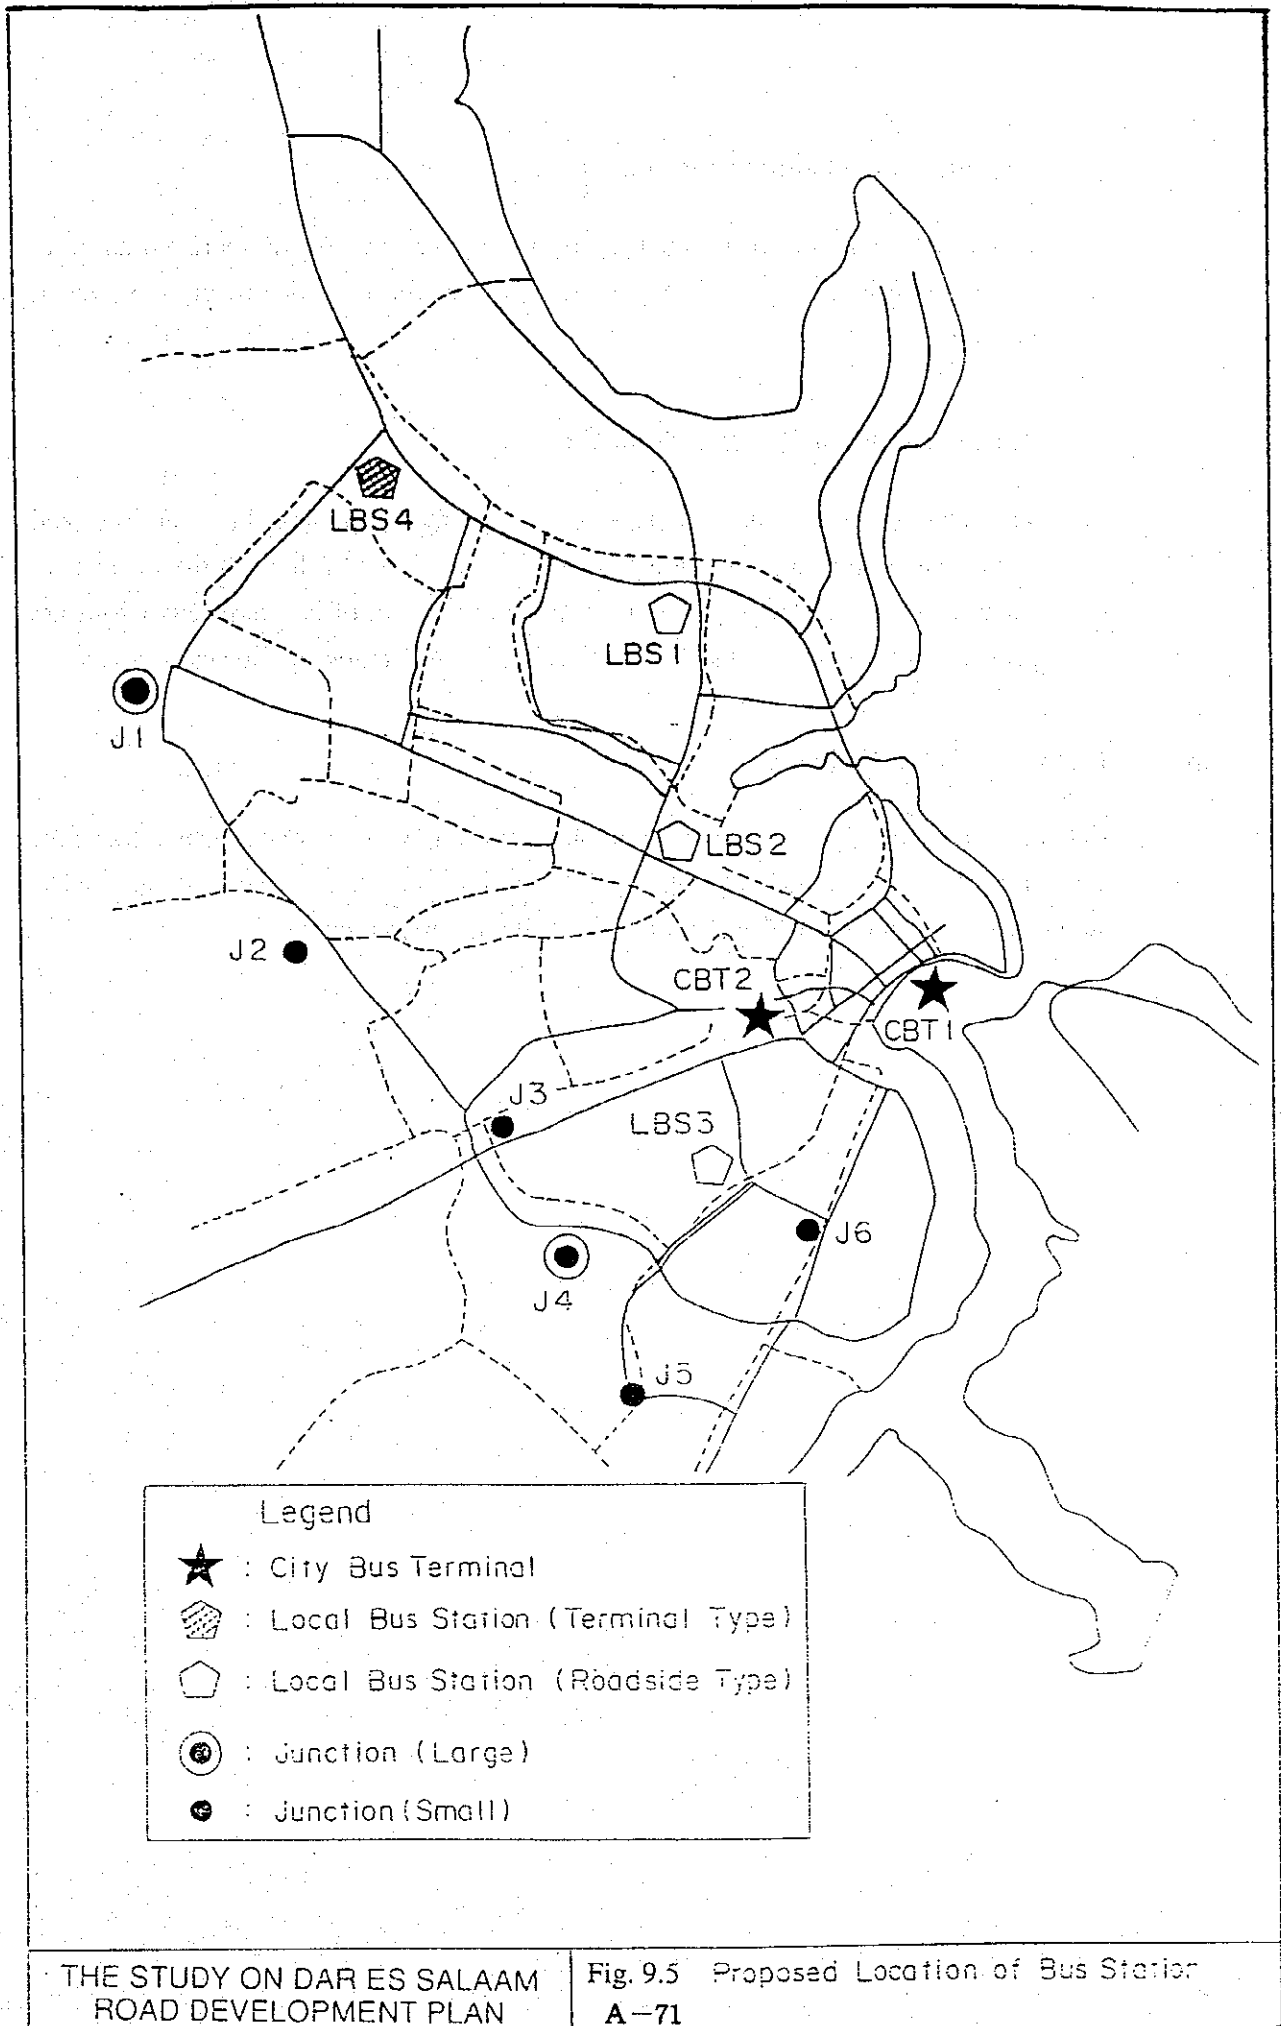 LBS4
LBS1
J1
LBS2
J2
CBT2
CBT1
J3
LBS3
J6
J4
J5
Legend
: City Bus Terminal
: Local Bus Station (Terminal Type)
: Local Bus Station (Roadside Type)
: Junction (Large)
: Junction (Small)
THE STUDY ON DAR ES SALAAM
ROAD DEVELOPMENT PLAN
Fig. 9.5 Proposed Location of Bus Station
A-71